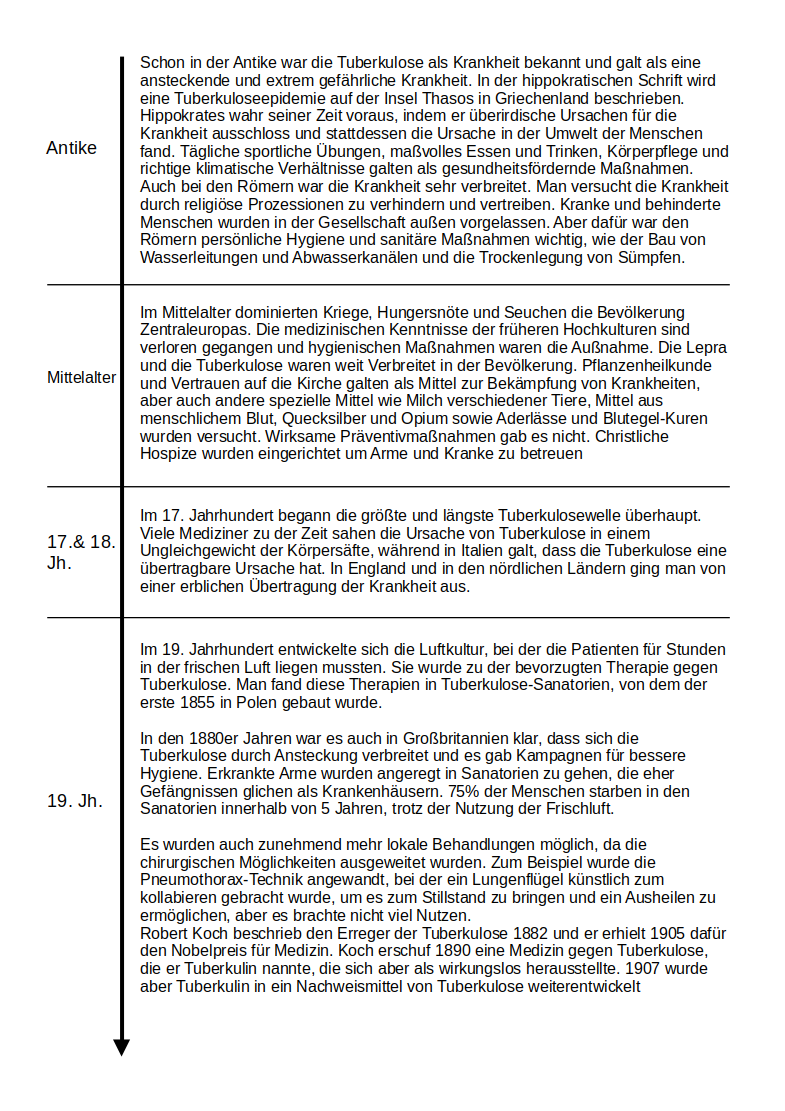 Schon in der Antike war die Tuberkulose als Krankheit bekannt und galt als eine
ansteckende und extrem gefährliche Krankheit. In der hippokratischen Schrift wird
eine Tuberkuloseepidemie auf der Insel Thasos in Griechenland beschrieben.
Hippokrates wahr seiner Zeit voraus, indem er überirdische Ursachen für die
Krankheit ausschloss und stattdessen die Ursache in der Umwelt der Menschen
Antike
fand. Tägliche sportliche Übungen, maßvolles Essen und Trinken, Körperpflege und
richtige klimatische Verhältnisse galten als gesundheitsfördernde Maßnahmen.
Auch bei den Römern war die Krankheit sehr verbreitet. Man versucht die Krankheit
durch religiöse Prozessionen zu verhindern und vertreiben. Kranke und behinderte
Menschen wurden in der Gesellschaft außen vorgelassen. Aber dafür war den
Römern persönliche Hygiene und sanitäre Maßnahmen wichtig, wie der Bau von
Wasserleitungen und Abwasserkanälen und die Trockenlegung von Sümpfen.
Im Mittelalter dominierten Kriege, Hungersnöte und Seuchen die Bevölkerung
Zentraleuropas. Die medizinischen Kenntnisse der früheren Hochkulturen sind
verloren gegangen und hygienischen Maßnahmen waren die Außnahme. Die Lepra
und die Tuberkulose waren weit Verbreitet in der Bevölkerung. Pflanzenheilkunde
Mittelalter
und Vertrauen auf die Kirche galten als Mittel zur Bekämpfung von Krankheiten,
aber auch andere spezielle Mittel wie Milch verschiedener Tiere, Mittel aus
menschlichem Blut, Quecksilber und Opium sowie Aderlässe und Blutegel-Kuren
wurden versucht. Wirksame Präventivmaßnahmen gab es nicht. Christliche
Hospize wurden eingerichtet um Arme und Kranke zu betreuen
Im 17. Jahrhundert begann die größte und längste Tuberkulosewelle überhaupt.
Viele Mediziner zu der Zeit sahen die Ursache von Tuberkulose in einem
17.& 18.
Jh.
Ungleichgewicht der Körpersäfte, während in Italien galt, dass die Tuberkulose eine
übertragbare Ursache hat. In England und in den nördlichen Ländern ging man von
einer erblichen Übertragung der Krankheit aus.
Im 19. Jahrhundert entwickelte sich die Luftkultur, bei der die Patienten für Stunden
in der frischen Luft liegen mussten. Sie wurde zu der bevorzugten Therapie gegen
Tuberkulose. Man fand diese Therapien in Tuberkulose-Sanatorien, von dem der
erste 1855 in Polen gebaut wurde.
In den 1880er Jahren war es auch in Großbritannien klar, dass sich die
Tuberkulose durch Ansteckung verbreitet und es gab Kampagnen für bessere
Hygiene. Erkrankte Arme wurden angeregt in Sanatorien zu gehen, die eher
Gefängnissen glichen als Krankenhäusern. 75% der Menschen starben in den
19. Jh.
Sanatorien innerhalb von 5 Jahren, trotz der Nutzung der Frischluft.
Es wurden auch zunehmend mehr lokale Behandlungen möglich, da die
chirurgischen Möglichkeiten ausgeweitet wurden. Zum Beispiel wurde die
Pneumothorax-Technik angewandt, bei der ein Lungenflügel künstlich zum
kollabieren gebracht wurde, um es zum Stillstand zu bringen und ein Ausheilen zu
ermöglichen, aber es brachte nicht viel Nutzen.
Robert Koch beschrieb den Erreger der Tuberkulose 1882 und er erhielt 1905 dafür
den Nobelpreis für Medizin. Koch erschuf 1890 eine Medizin gegen Tuberkulose,
die er Tuberkulin nannte, die sich aber als wirkungslos herausstellte. 1907 wurde
aber Tuberkulin in ein Nachweismittel von Tuberkulose weiterentwickelt